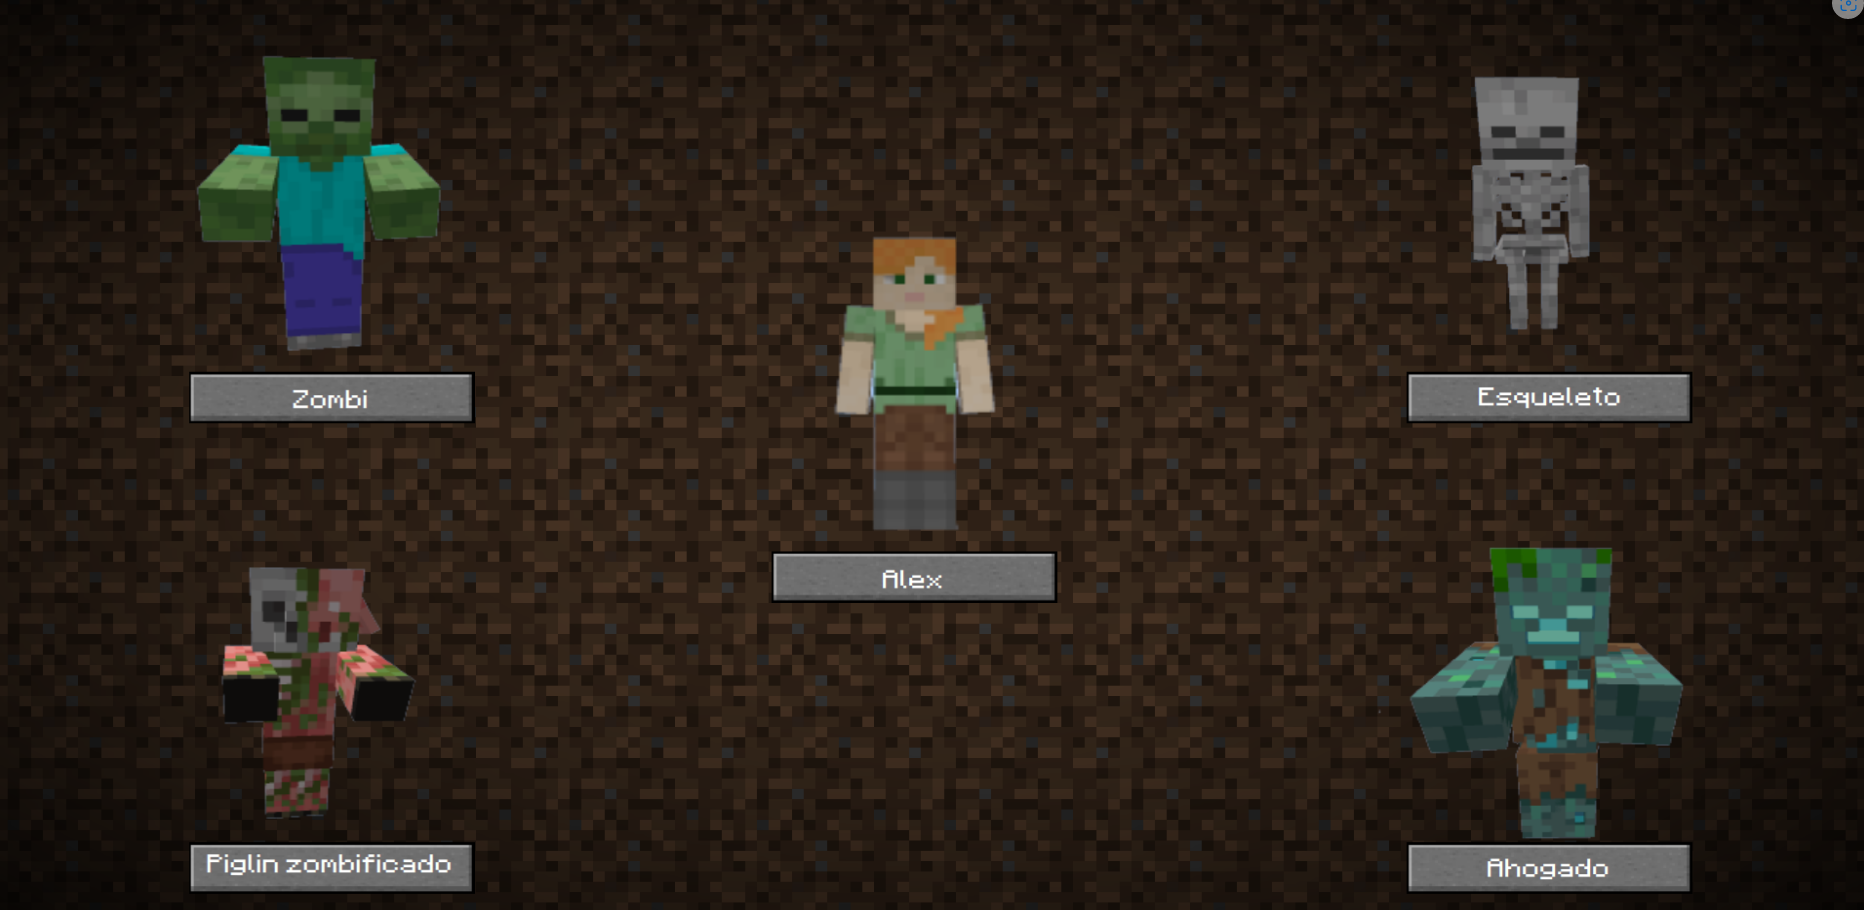 Zombi
Esqueleto
Alex
Piglin zombificado
Ahogado